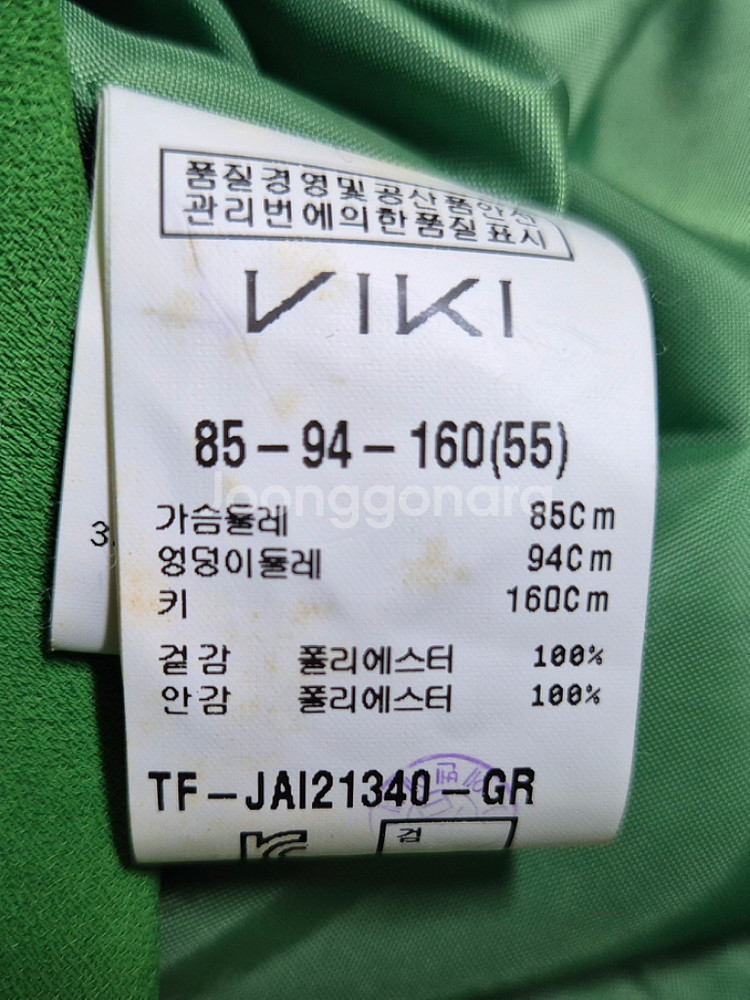 품질경영및공산품안전
관리법에의한품질표시
VIKI
85-94-160(55)
Joonggonara
가슴둘레 85Cm
엉덩이둘레 94Cm
3.
키 160Cm
겉감 폴리에스터 100%
안감 폴리에스터 100%
TF-JAI21340-GR
검